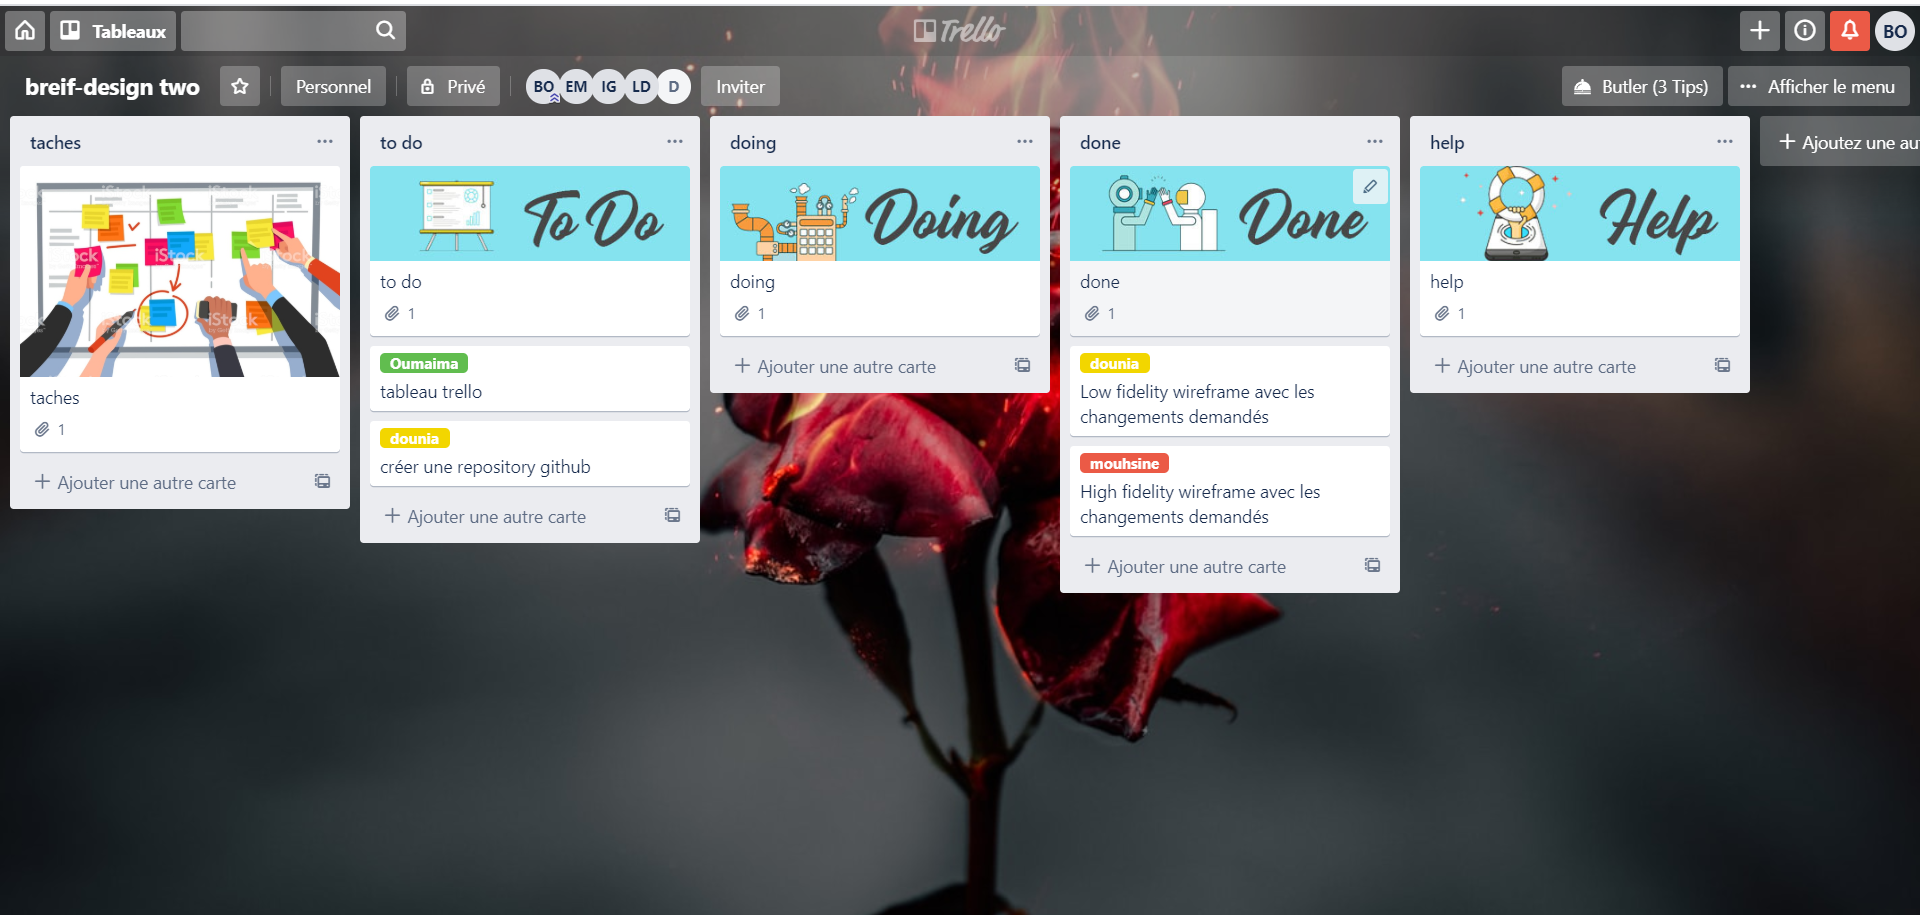 Tableaux
Trello
BO
breif-design two
Personnel
Privé
BO EM IG LD D
Inviter
Butler (3 Tips)
Afficher le menu
taches
iStock
iStock
taches
1
Ajouter une autre carte
to do
To Do
to do
1
Oumaima
tableau trello
dounia
créer une repository github
Ajouter une autre carte
doing
Doing
doing
1
Ajouter une autre carte
done
Done
done
1
dounia
Low fidelity wireframe avec les
changements demandés
mouhsine
High fidelity wireframe avec les
changements demandés
Ajouter une autre carte
help
Help
help
1
Ajouter une autre carte
Ajoutez une